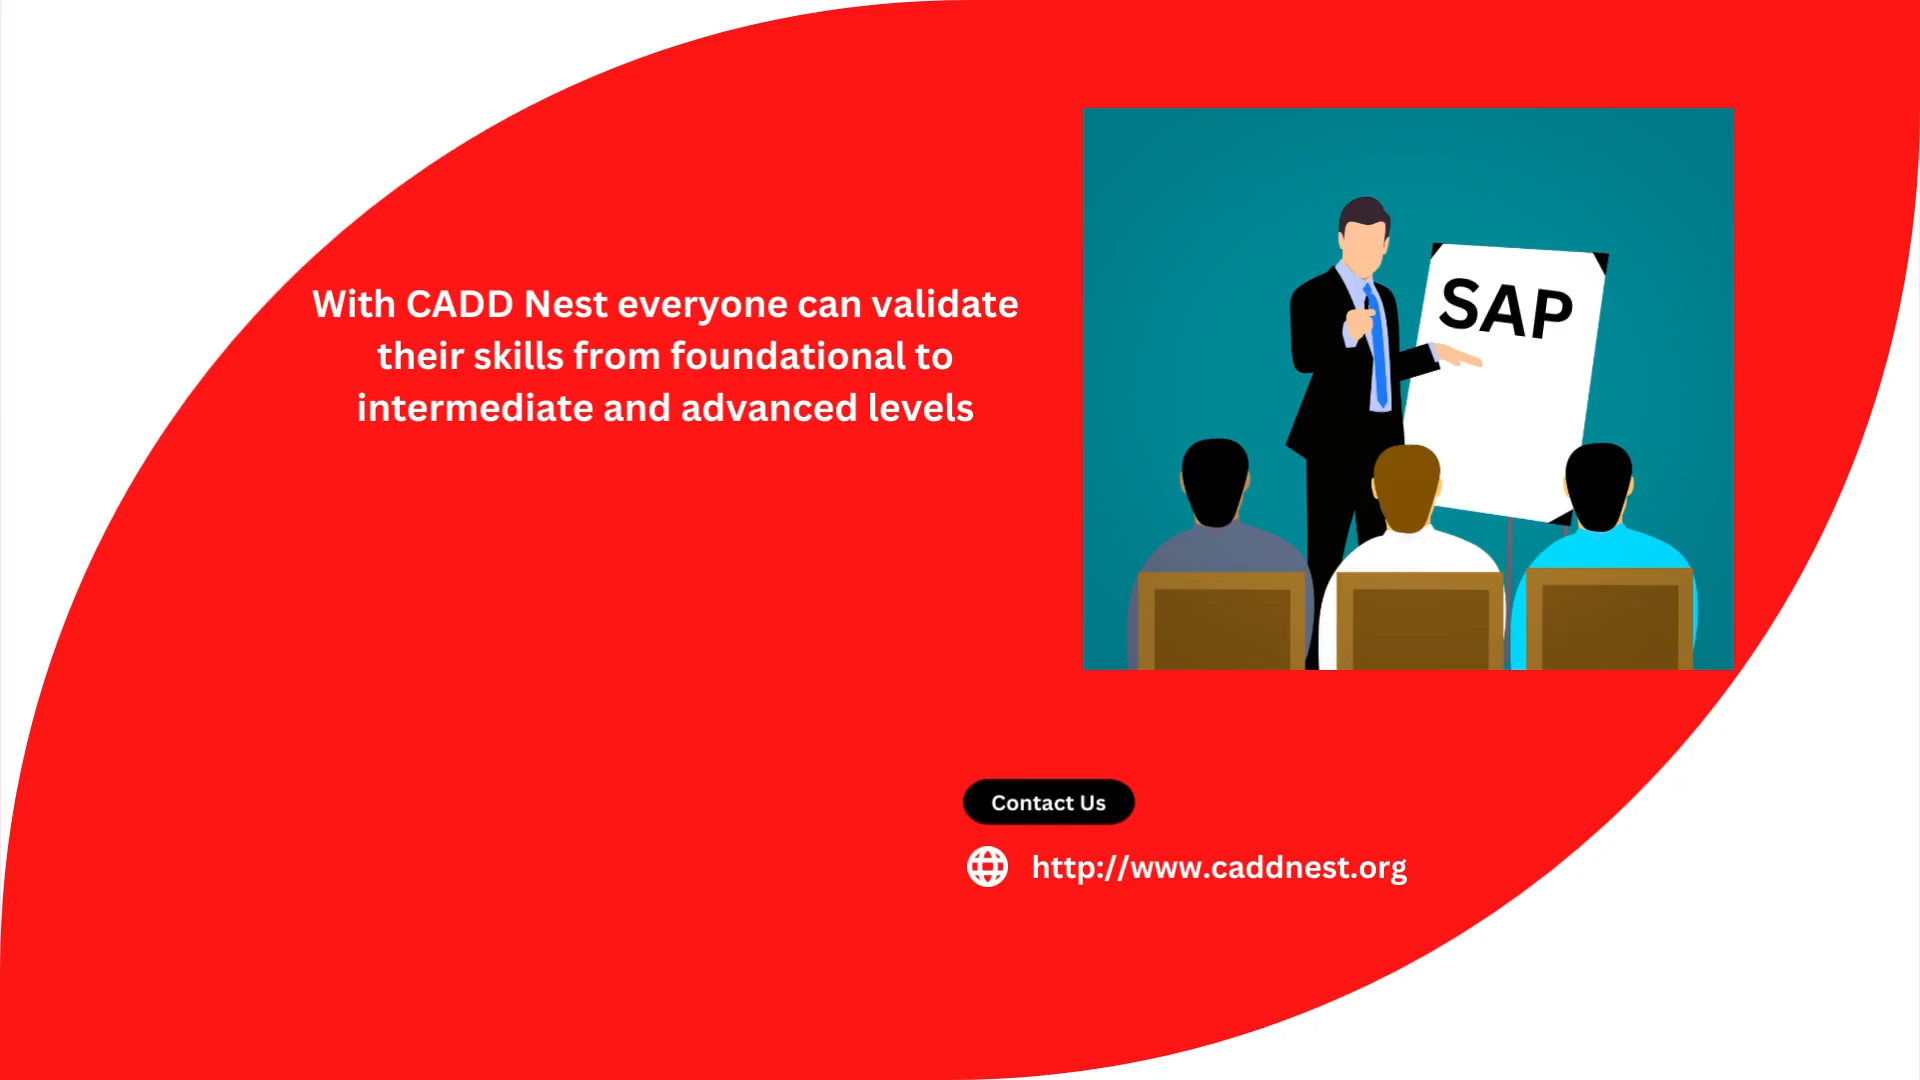 With CADD Nest everyone can validate
their skills from foundational to
intermediate and advanced levels
SAP
Contact Us
http://www.caddnest.org